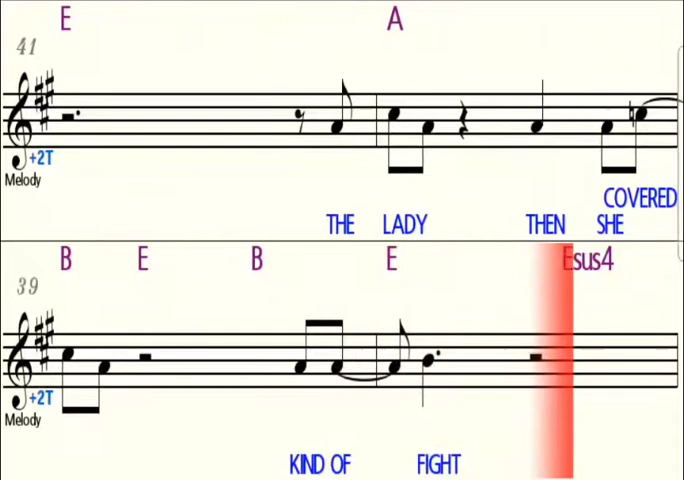 E A
41
+2T
Melody
COVERED
THE LADY THEN SHE
B E B E Esus4
39
+2T
Melody
KIND OF FIGHT